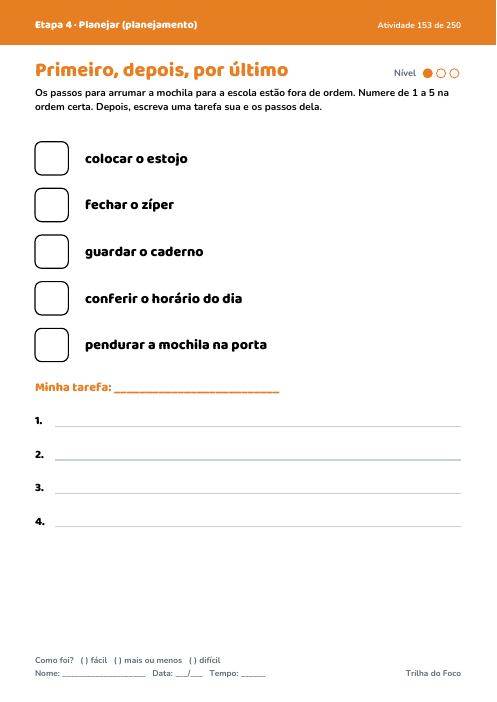 Etapa 4 · Planejar (planejamento)
Atividade 153 de 250
Primeiro, depois, por último
Nível
Os passos para arrumar a mochila para a escola estão fora de ordem. Numere de 1 a 5 na
ordem certa. Depois, escreva uma tarefa sua e os passos dela.
colocar o estojo
fechar o zíper
guardar o caderno
conferir o horário do dia
pendurar a mochila na porta
Minha tarefa: __________________________
1.
2.
3.
4.
Como foi? ( ) fácil ( ) mais ou menos ( ) difícil
Nome: ____________________ Data: ___/___ Tempo: ______
Trilha do Foco